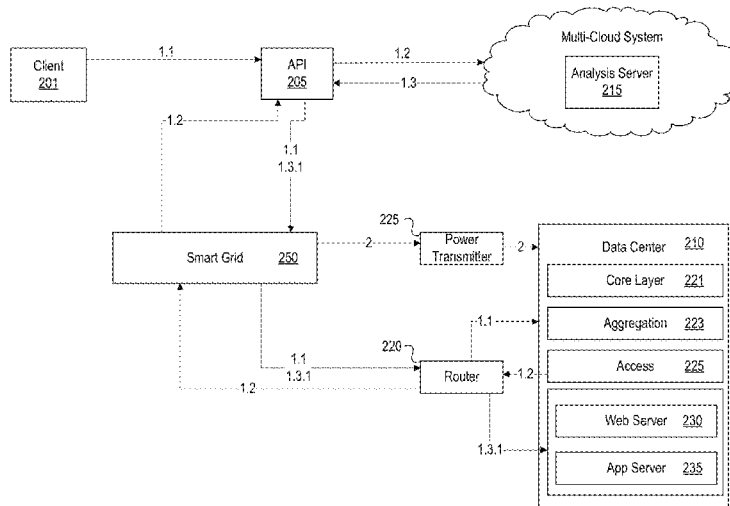 Multi-Cloud System
1.1
1.2
Client
201
API
205
1.3
Analysis Server
215
1.2
1.1
1.3.1
225
Smart Grid 250
2
Power
Transmitter
2
Data Center 210
Core Layer 221
1.1
Aggregation 223
220
1.1
1.3.1
Router
1.2
Access 225
1.2
Web Server 230
1.3.1
App Server 235